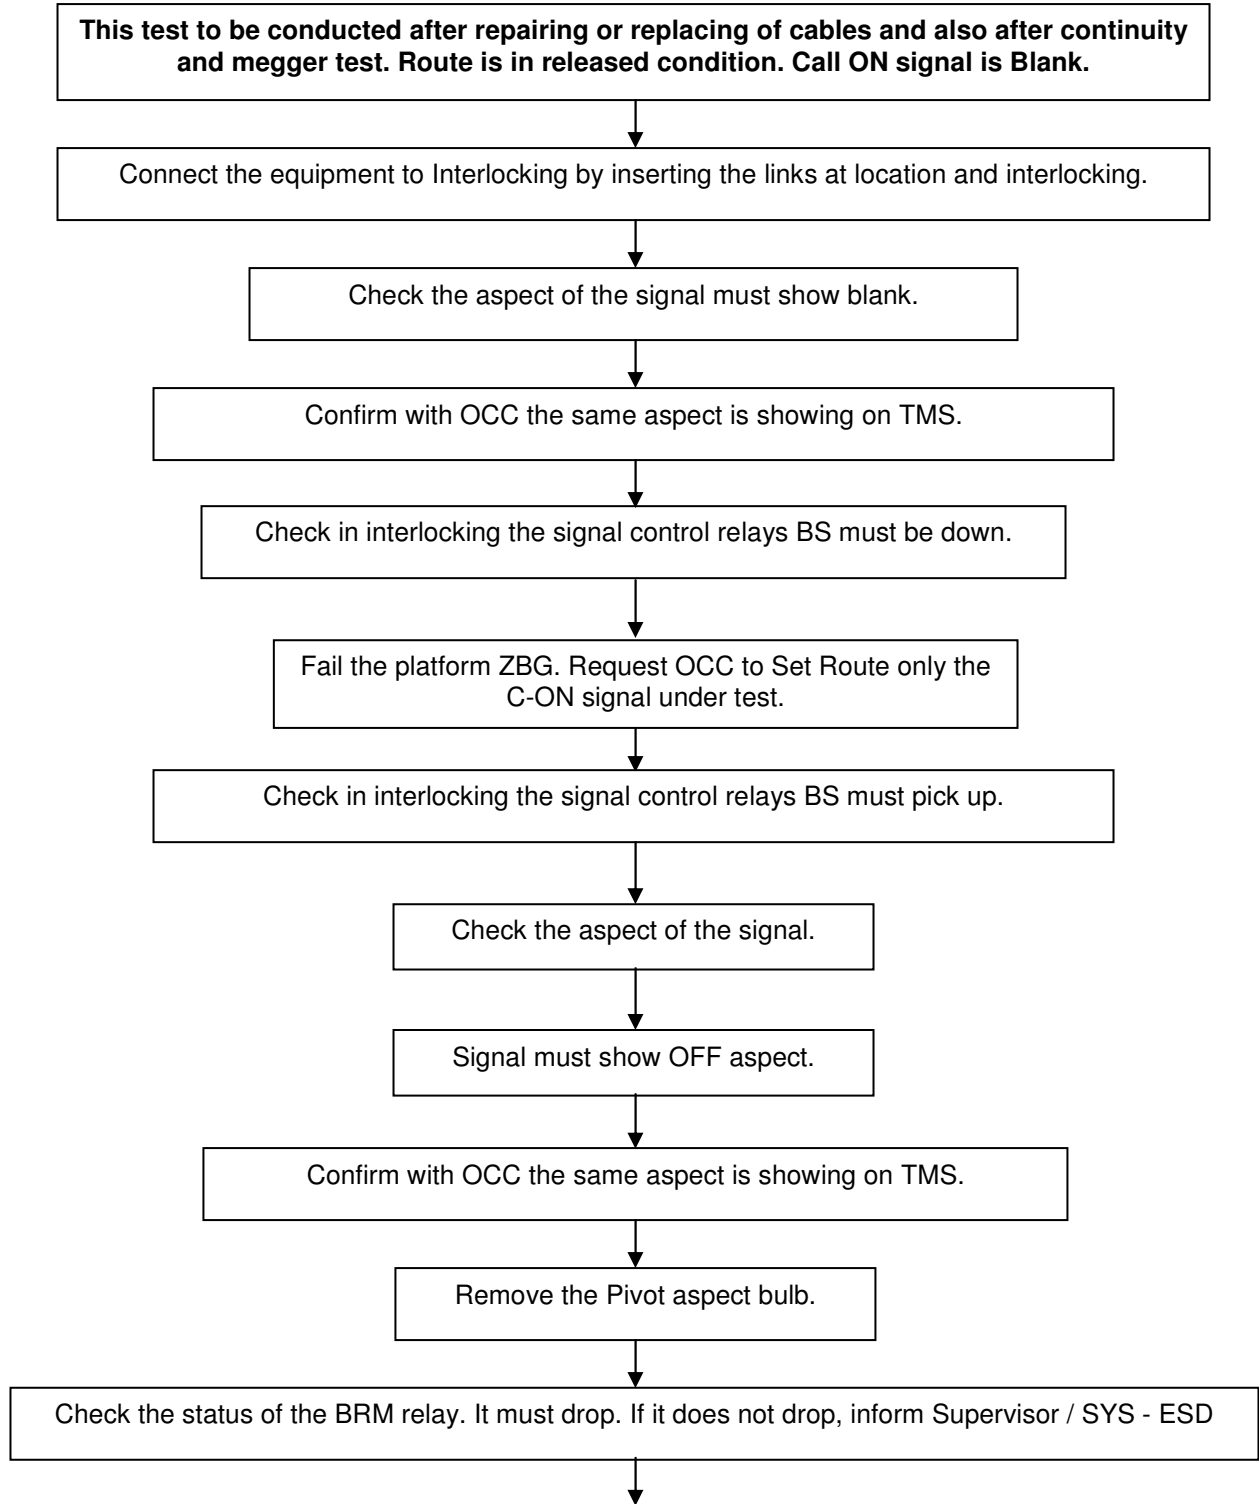 This test to be conducted after repairing or replacing of cables and also after continuity
and megger test. Route is in released condition. Call ON signal is Blank.
Connect the equipment to Interlocking by inserting the links at location and interlocking.
Check the aspect of the signal must show blank.
Confirm with OCC the same aspect is showing on TMS.
Check in interlocking the signal control relays BS must be down.
Fail the platform ZBG. Request OCC to Set Route only the
C-ON signal under test.
Check in interlocking the signal control relays BS must pick up.
Check the aspect of the signal.
Signal must show OFF aspect.
Confirm with OCC the same aspect is showing on TMS.
Remove the Pivot aspect bulb.
Check the status of the BRM relay. It must drop. If it does not drop, inform Supervisor / SYS - ESD